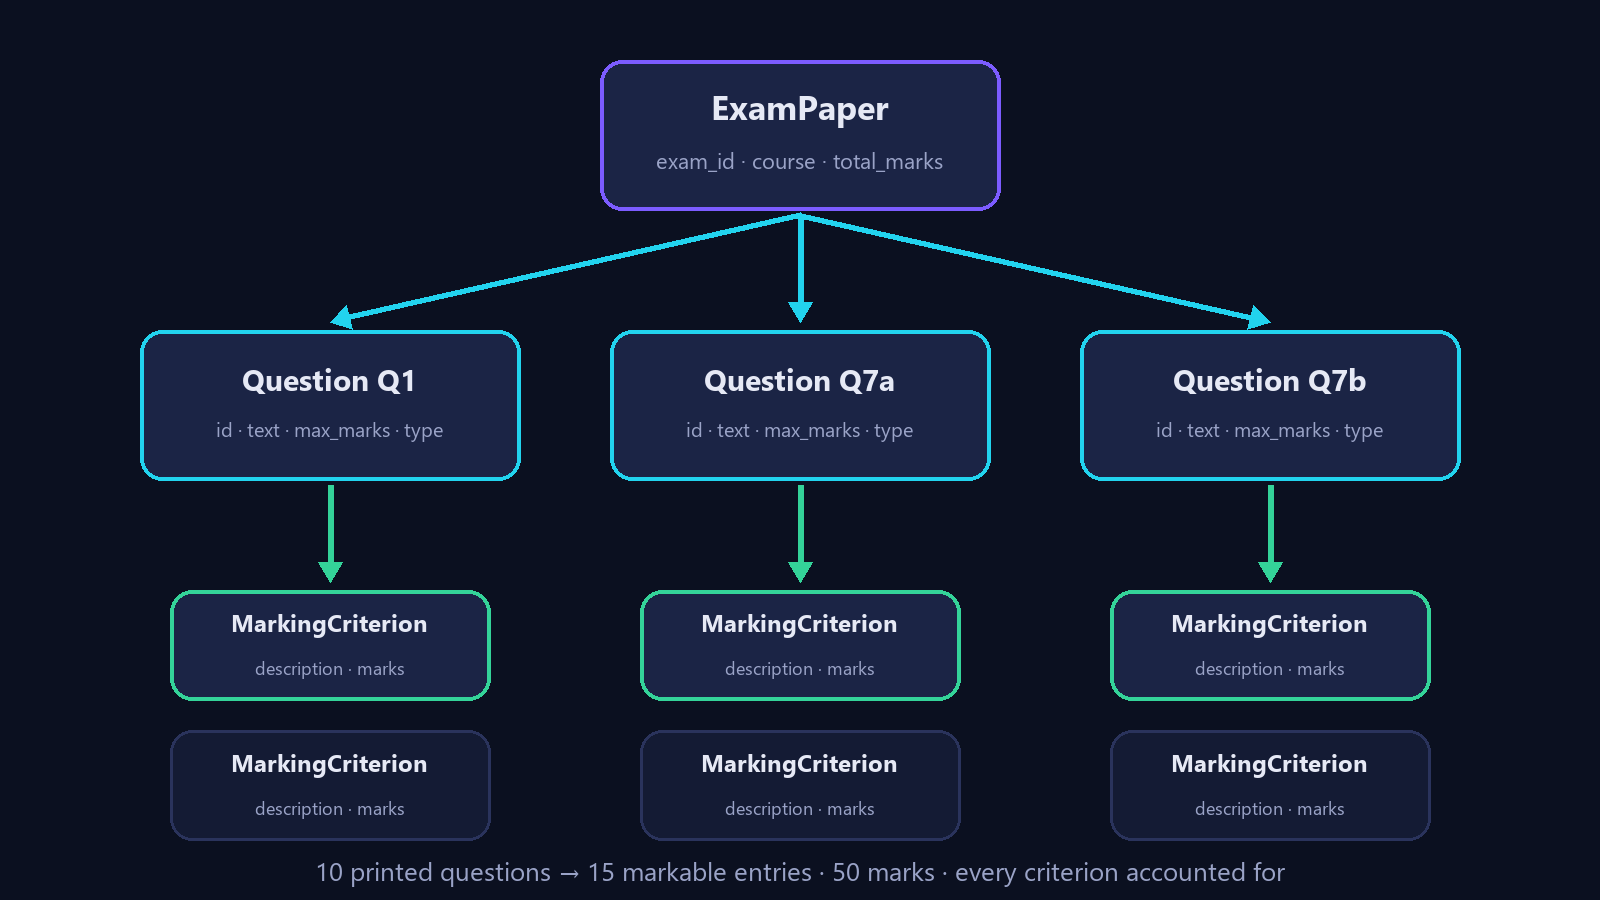 ExamPaper
exam_id · course · total_marks
Question Q1
id · text · max_marks · type
Question Q7a
id · text · max_marks · type
Question Q7b
id · text · max_marks · type
MarkingCriterion
description · marks
MarkingCriterion
description · marks
MarkingCriterion
description · marks
MarkingCriterion
description · marks
MarkingCriterion
description · marks
MarkingCriterion
description · marks
10 printed questions → 15 markable entries · 50 marks · every criterion accounted for